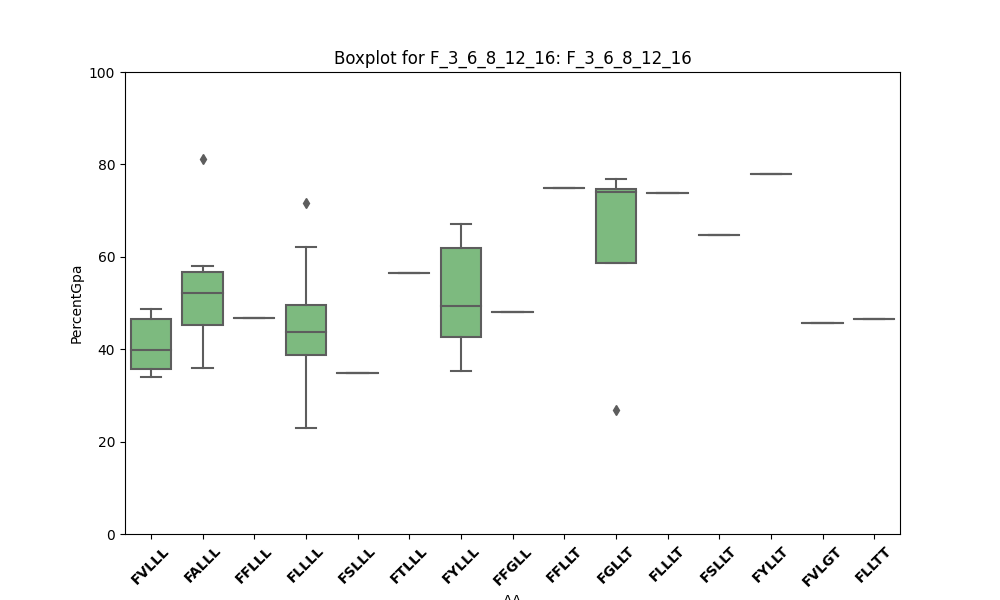 Boxplot for F_3_6_8_12_16: F_3_6_8_12_16
100
80
60
40
20
0
PercentGpa
FVLLL
FALLL
FFLLL
FLLLL
FSLLL
FTLLL
FYLLL
FFGLL
FFLLT
FGLLT
FLLLT
FSLLT
FYLLT
FVLGT
FLLTT
AA